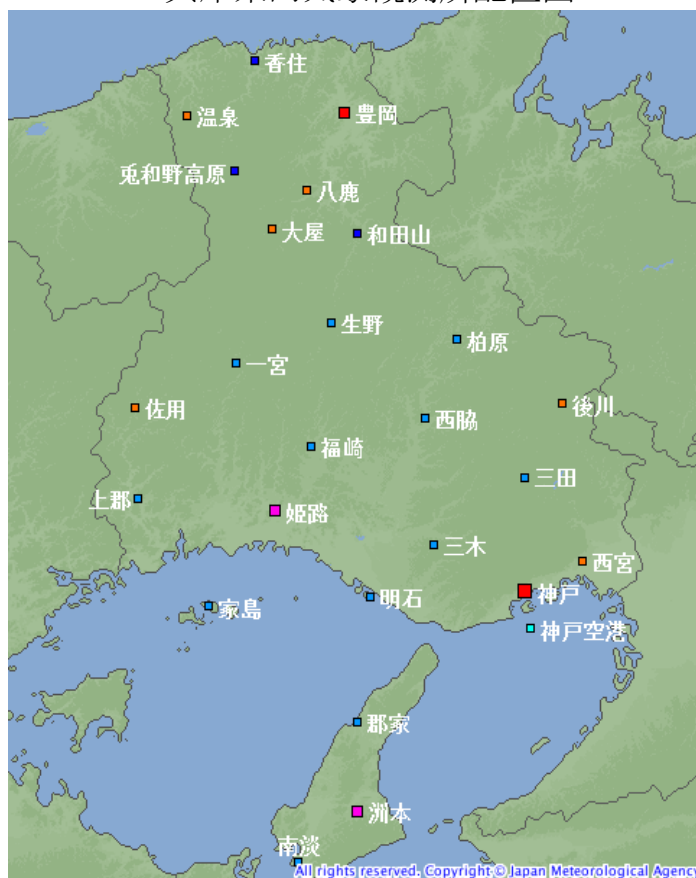 香住
温泉
豊岡
兎和野高原
八鹿
大屋
和田山
生野
柏原
一宮
佐用
後川
西脇
福崎
三田
上郡
姫路
三木
西宮
神戸
家島
明石
神戸空港
郡家
洲本
南淡
All rights reserved. Copyright © Japan Meteorological Agency